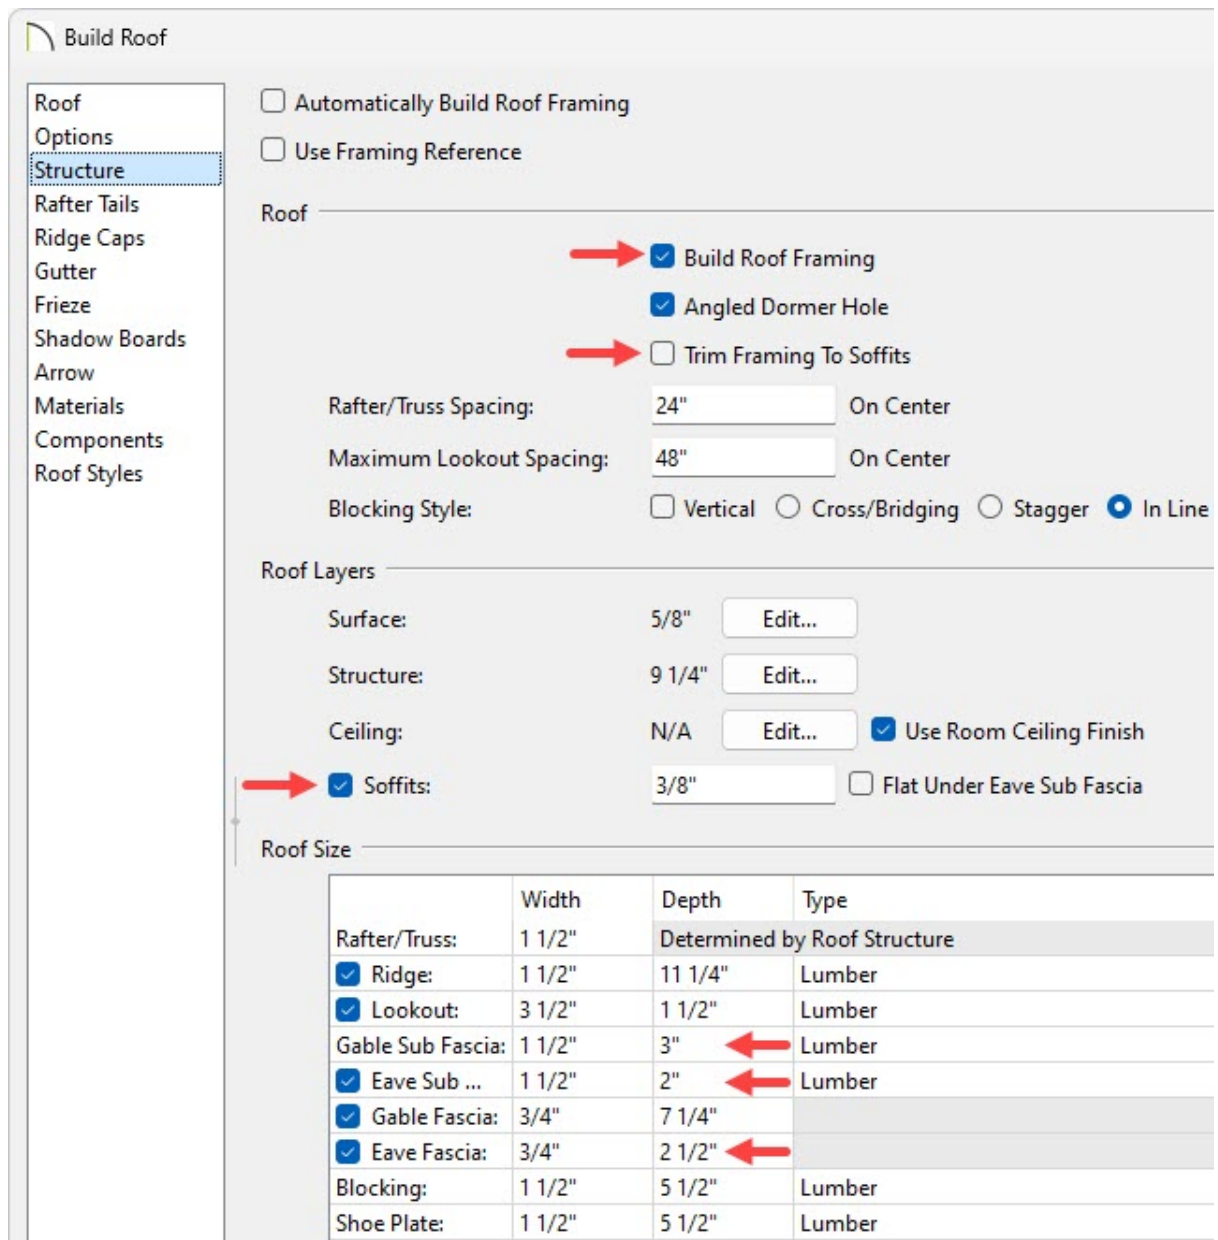 Build Roof
Roof
Options
Structure
Rafter Tails
Ridge Caps
Gutter
Frieze
Shadow Boards
Arrow
Materials
Components
Roof Styles
Automatically Build Roof Framing
Use Framing Reference
Roof
Build Roof Framing
Angled Dormer Hole
Trim Framing To Soffits
Rafter/Truss Spacing: 24" On Center
Maximum Lookout Spacing: 48" On Center
Blocking Style: Vertical Cross/Bridging Stagger In Line
Roof Layers
Surface: 5/8" Edit...
Structure: 9 1/4" Edit...
Ceiling: N/A Edit... Use Room Ceiling Finish
Soffits: 3/8" Flat Under Eave Sub Fascia
Roof Size
Width Depth Type
Rafter/Truss: 1 1/2" Determined by Roof Structure
Ridge: 1 1/2" 11 1/4" Lumber
Lookout: 3 1/2" 1 1/2" Lumber
Gable Sub Fascia: 1 1/2" 3" Lumber
Eave Sub ... 1 1/2" 2" Lumber
Gable Fascia: 3/4" 7 1/4"
Eave Fascia: 3/4" 2 1/2"
Blocking: 1 1/2" 5 1/2" Lumber
Shoe Plate: 1 1/2" 5 1/2" Lumber